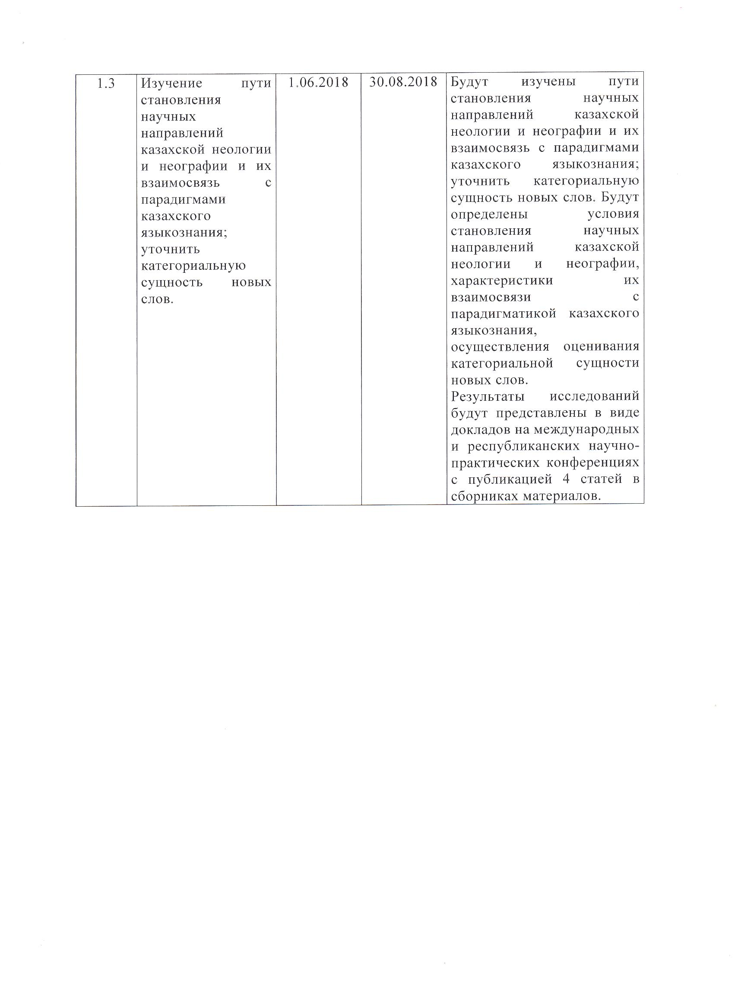 1.3
Изучение пути
становления
научных
направлений
казахской неологии
и неографии и их
взаимосвязь с
парадигмами
казахского
языкознания;
уточнить
категориальную
сущность новых
слов.
1.06.2018
30.08.2018
Будут изучены пути
становления научных
направлений казахской
неологии и неографии и их
взаимосвязь с парадигмами
казахского языкознания;
уточнить категориальную
сущность новых слов. Будут
определены условия
становления научных
направлений казахской
неологии и неографии,
характеристики их
взаимосвязи с
парадигматикой казахского
языкознания,
осуществления оценивания
категориальной сущности
новых слов.
Результаты исследований
будут представлены в виде
докладов на международных
и республиканских научно-
практических конференциях
с публикацией 4 статей в
сборниках материалов.